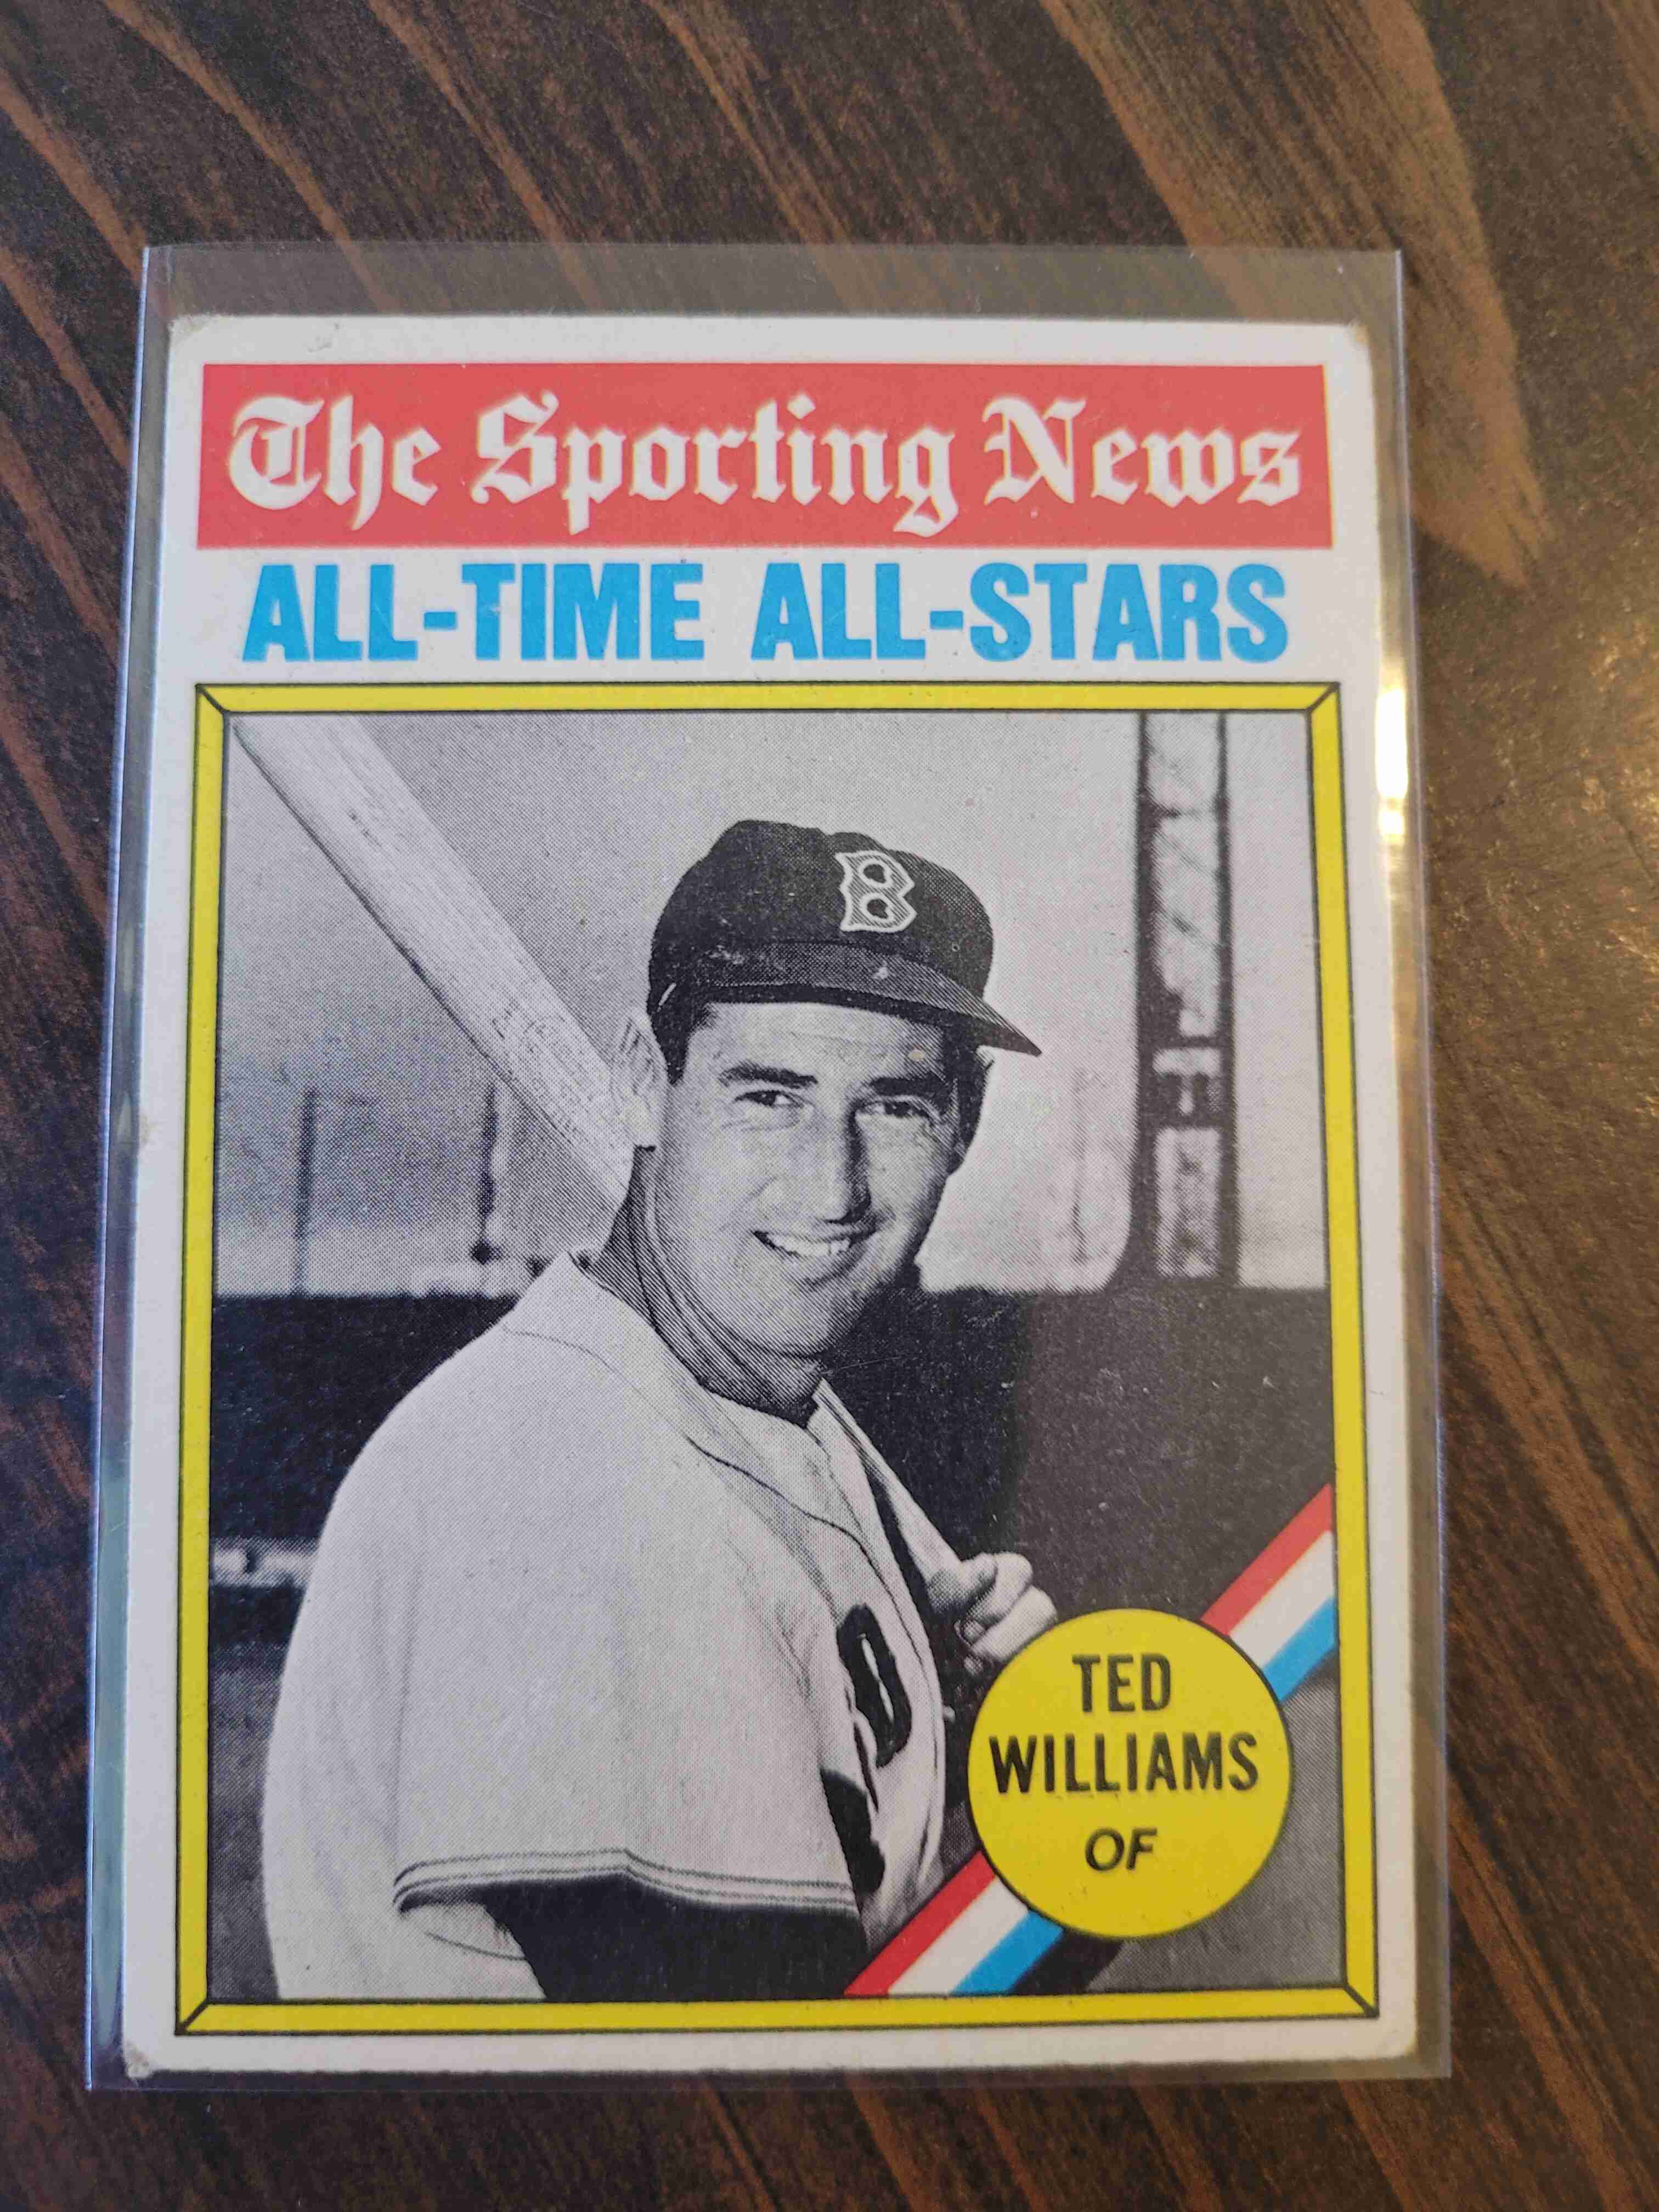 The Sporting News
ALL-TIME ALL-STARS
B
TED
WILLIAMS
OF